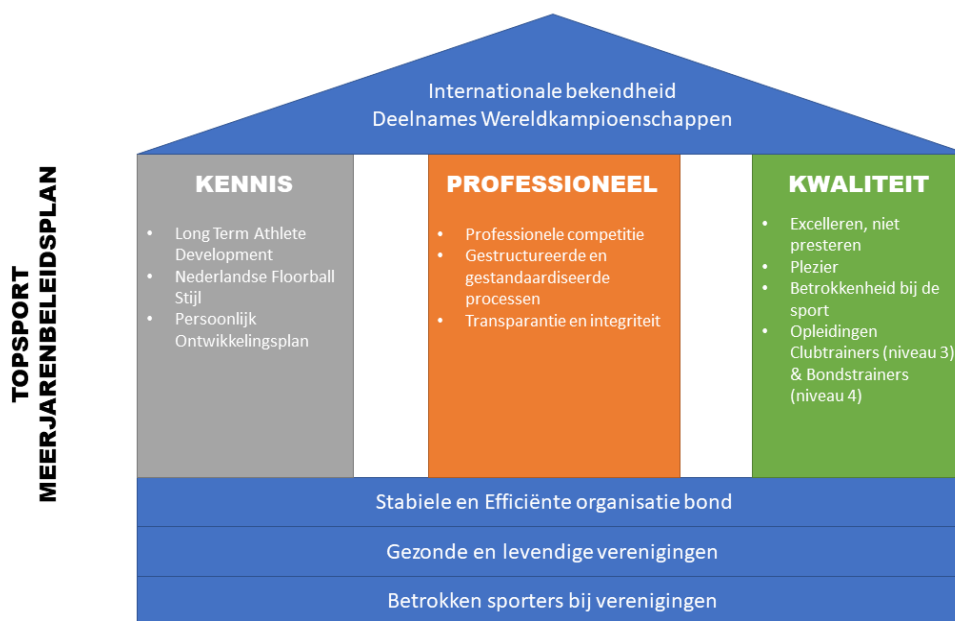 TOPSPORT
MEERJARENBELEIDSPLAN
Internationale bekendheid
Deelnames Wereldkampioenschappen
KENNIS
• Long Term Athlete
Development
• Nederlandse Floorball
Stijl
• Persoonlijk
Ontwikkelingsplan
PROFESSIONEEL
• Professionele competitie
• Gestructureerde en
gestandaardiseerde
processen
• Transparantie en integriteit
KWALITEIT
• Excelleren, niet
presteren
• Plezier
• Betrokkenheid bij de
sport
• Opleidingen
Clubtrainers (niveau 3)
& Bondstrainers
(niveau 4)
Stabiele en Efficiënte organisatie bond
Gezonde en levendige verenigingen
Betrokken sporters bij verenigingen